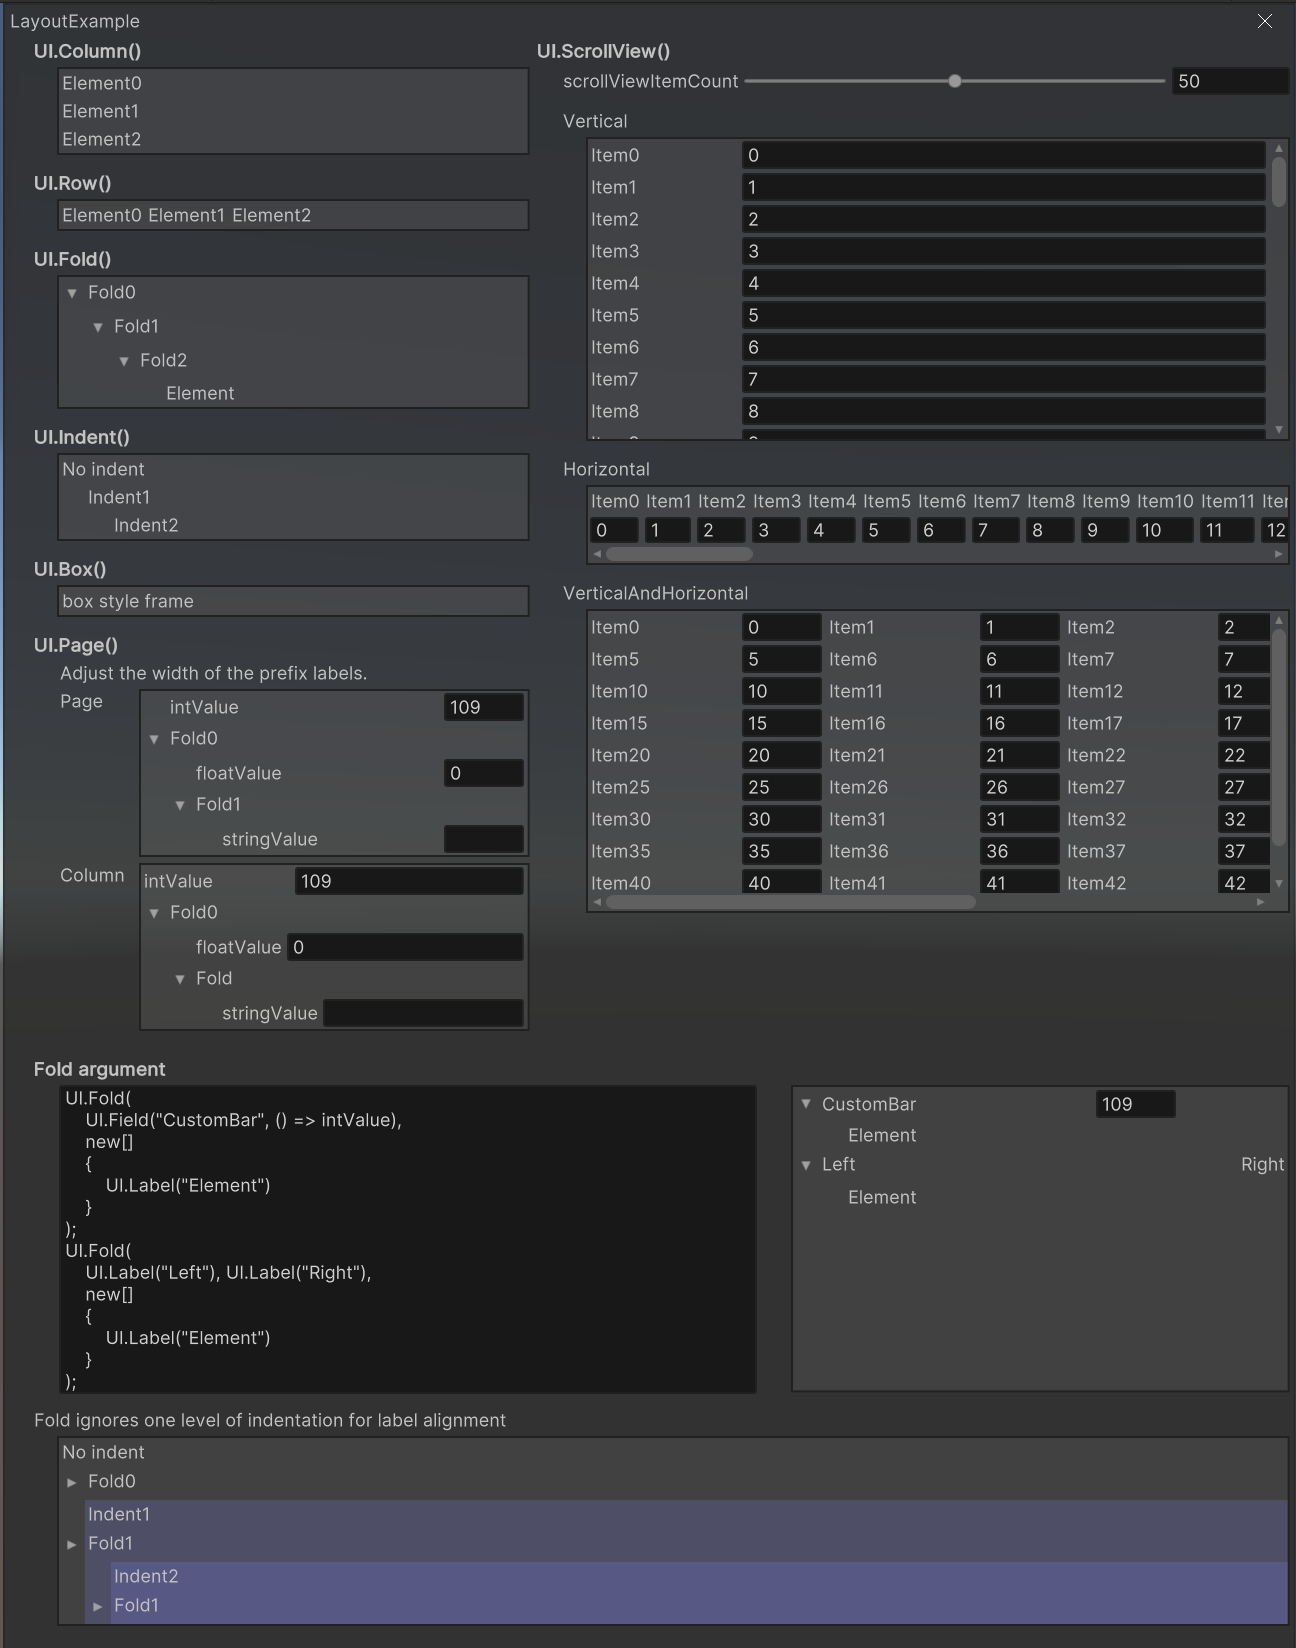 LayoutExample
UI.Column()
Element0
Element1
Element2
UI.Row()
Element0 Element1 Element2
UI.Fold()
Fold0
Fold1
Fold2
Element
UI.Indent()
No indent
Indent1
Indent2
UI.Box()
box style frame
UI.Page()
Adjust the width of the prefix labels.
Page
intValue 109
Fold0
floatValue 0
Fold1
stringValue
Column
intValue 109
Fold0
floatValue 0
Fold
stringValue
UI.ScrollView()
scrollViewItemCount 50
Vertical
Item0 0
Item1 1
Item2 2
Item3 3
Item4 4
Item5 5
Item6 6
Item7 7
Item8 8
Horizontal
Item0 Item1 Item2 Item3 Item4 Item5 Item6 Item7 Item8 Item9 Item10 Item11
0 1 2 3 4 5 6 7 8 9 10 11 12
VerticalAndHorizontal
Item0 0 Item1 1 Item2 2
Item5 5 Item6 6 Item7 7
Item10 10 Item11 11 Item12 12
Item15 15 Item16 16 Item17 17
Item20 20 Item21 21 Item22 22
Item25 25 Item26 26 Item27 27
Item30 30 Item31 31 Item32 32
Item35 35 Item36 36 Item37 37
Item40 40 Item41 41 Item42 42
Fold argument
UI.Fold(
UI.Field("CustomBar", () => intValue),
new[]
{
UI.Label("Element")
}
);
UI.Fold(
UI.Label("Left"), UI.Label("Right"),
new[]
{
UI.Label("Element")
}
);
CustomBar 109
Element
Left Right
Element
Fold ignores one level of indentation for label alignment
No indent
Fold0
Indent1
Fold1
Indent2
Fold1